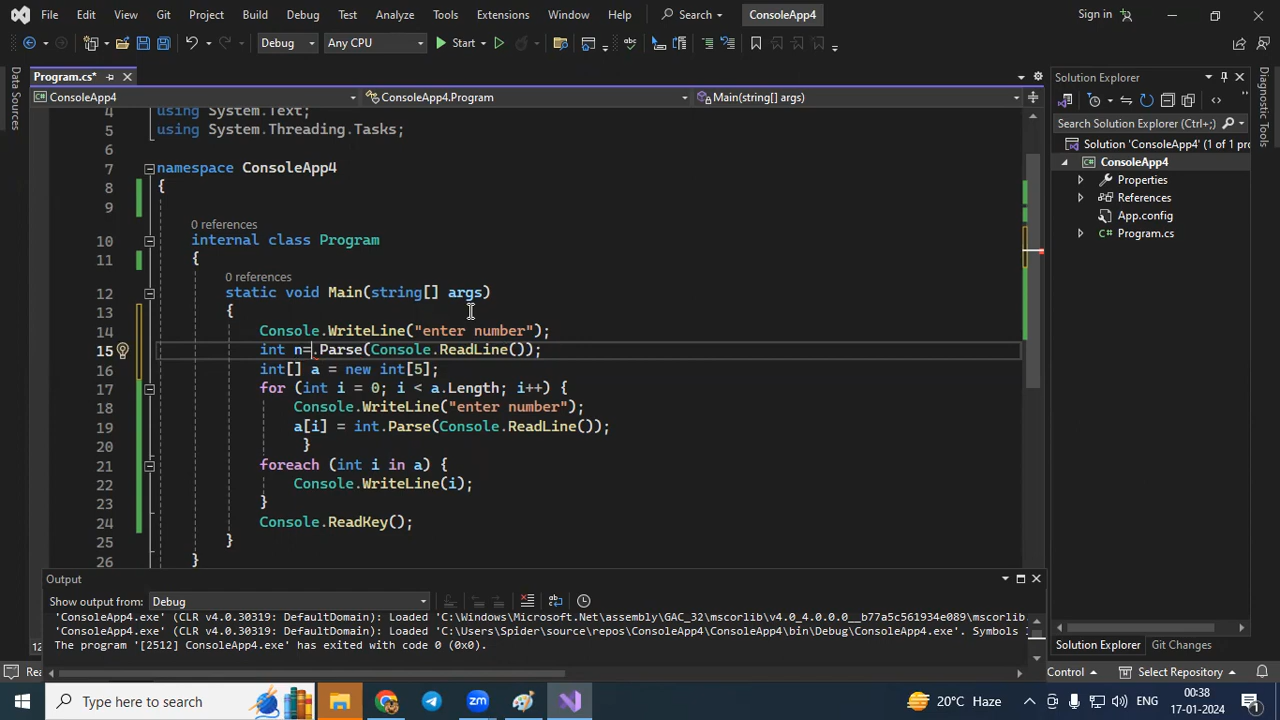 File Edit View Git Project Build Debug Test Analyze Tools Extensions Window Help Search ConsoleApp4 Sign in
Debug Any CPU Start
Program.cs*
ConsoleApp4 ConsoleApp4.Program Main(string[] args)
4 using System.Text;
5 using System.Threading.Tasks;
6
7 namespace ConsoleApp4
8 {
9
0 references
10 internal class Program
11 {
0 references
12 static void Main(string[] args)
13 {
14 Console.WriteLine("enter number");
15 int n=.Parse(Console.ReadLine());
16 int[] a = new int[5];
17 for (int i = 0; i < a.Length; i++) {
18 Console.WriteLine("enter number");
19 a[i] = int.Parse(Console.ReadLine());
20 }
21 foreach (int i in a) {
22 Console.WriteLine(i);
23 }
24 Console.ReadKey();
25 }
26 }
Data Sources
Solution Explorer
Search Solution Explorer (Ctrl+;)
Solution 'ConsoleApp4' (1 of 1 pro
ConsoleApp4
Properties
References
App.config
Program.cs
Solution Explorer Git Changes
Diagnostic Tools
Output
Show output from: Debug
'ConsoleApp4.exe' (CLR v4.0.30319: DefaultDomain): Loaded 'C:\Windows\Microsoft.Net\assembly\GAC_32\mscorlib\v4.0_4.0.0.0__b77a5c561934e089\mscorlib
'ConsoleApp4.exe' (CLR v4.0.30319: DefaultDomain): Loaded 'C:\Users\Spider\source\repos\ConsoleApp4\ConsoleApp4\bin\Debug\ConsoleApp4.exe'. Symbols
The program '[2512] ConsoleApp4.exe' has exited with code 0 (0x0).
Control Select Repository
Type here to search
20°C Haze
ENG
00:38
17-01-2024
1